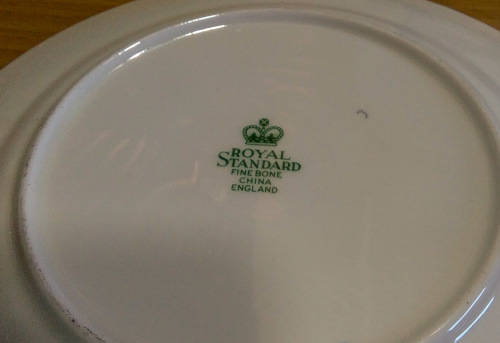 ROYAL
STANDARD
FINE BONE
CHINA
ENGLAND